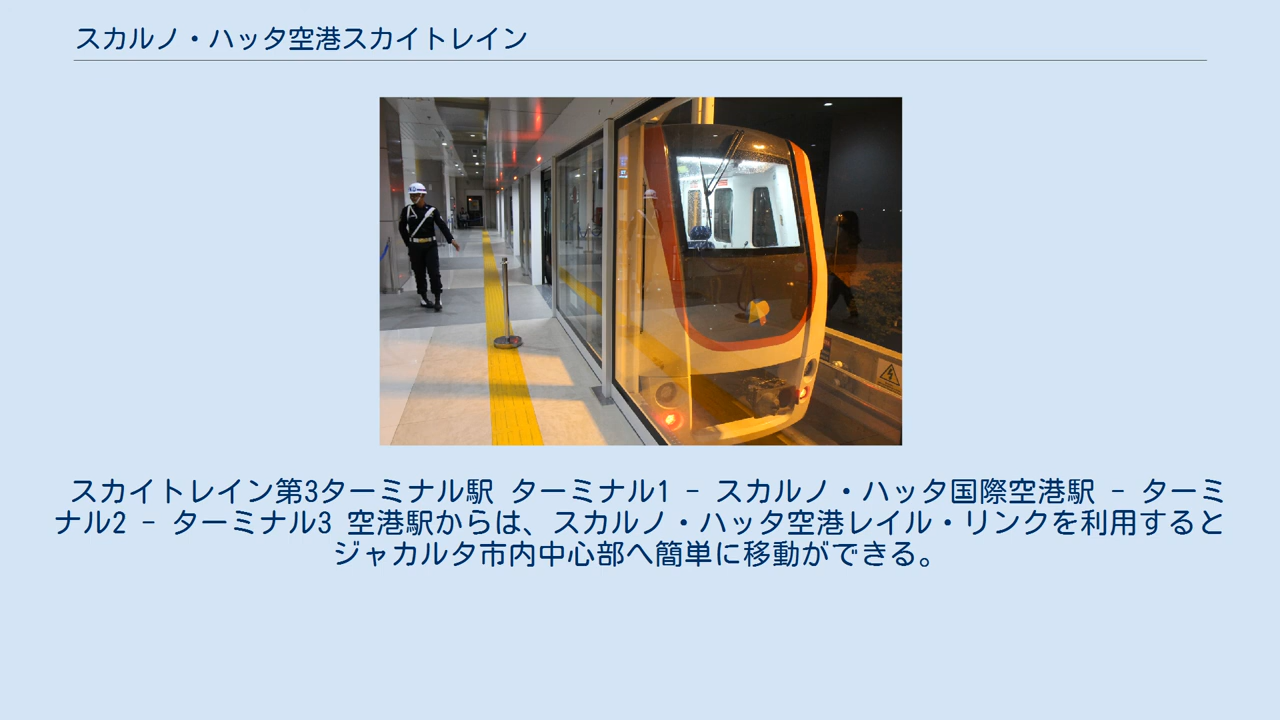 スカルノ・ハッタ空港スカイトレイン
スカイトレイン第3ターミナル駅 ターミナル1 - スカルノ・ハッタ国際空港駅 - ターミ
ナル2 - ターミナル3 空港駅からは、スカルノ・ハッタ空港レイル・リンクを利用すると
ジャカルタ市内中心部へ簡単に移動ができる。